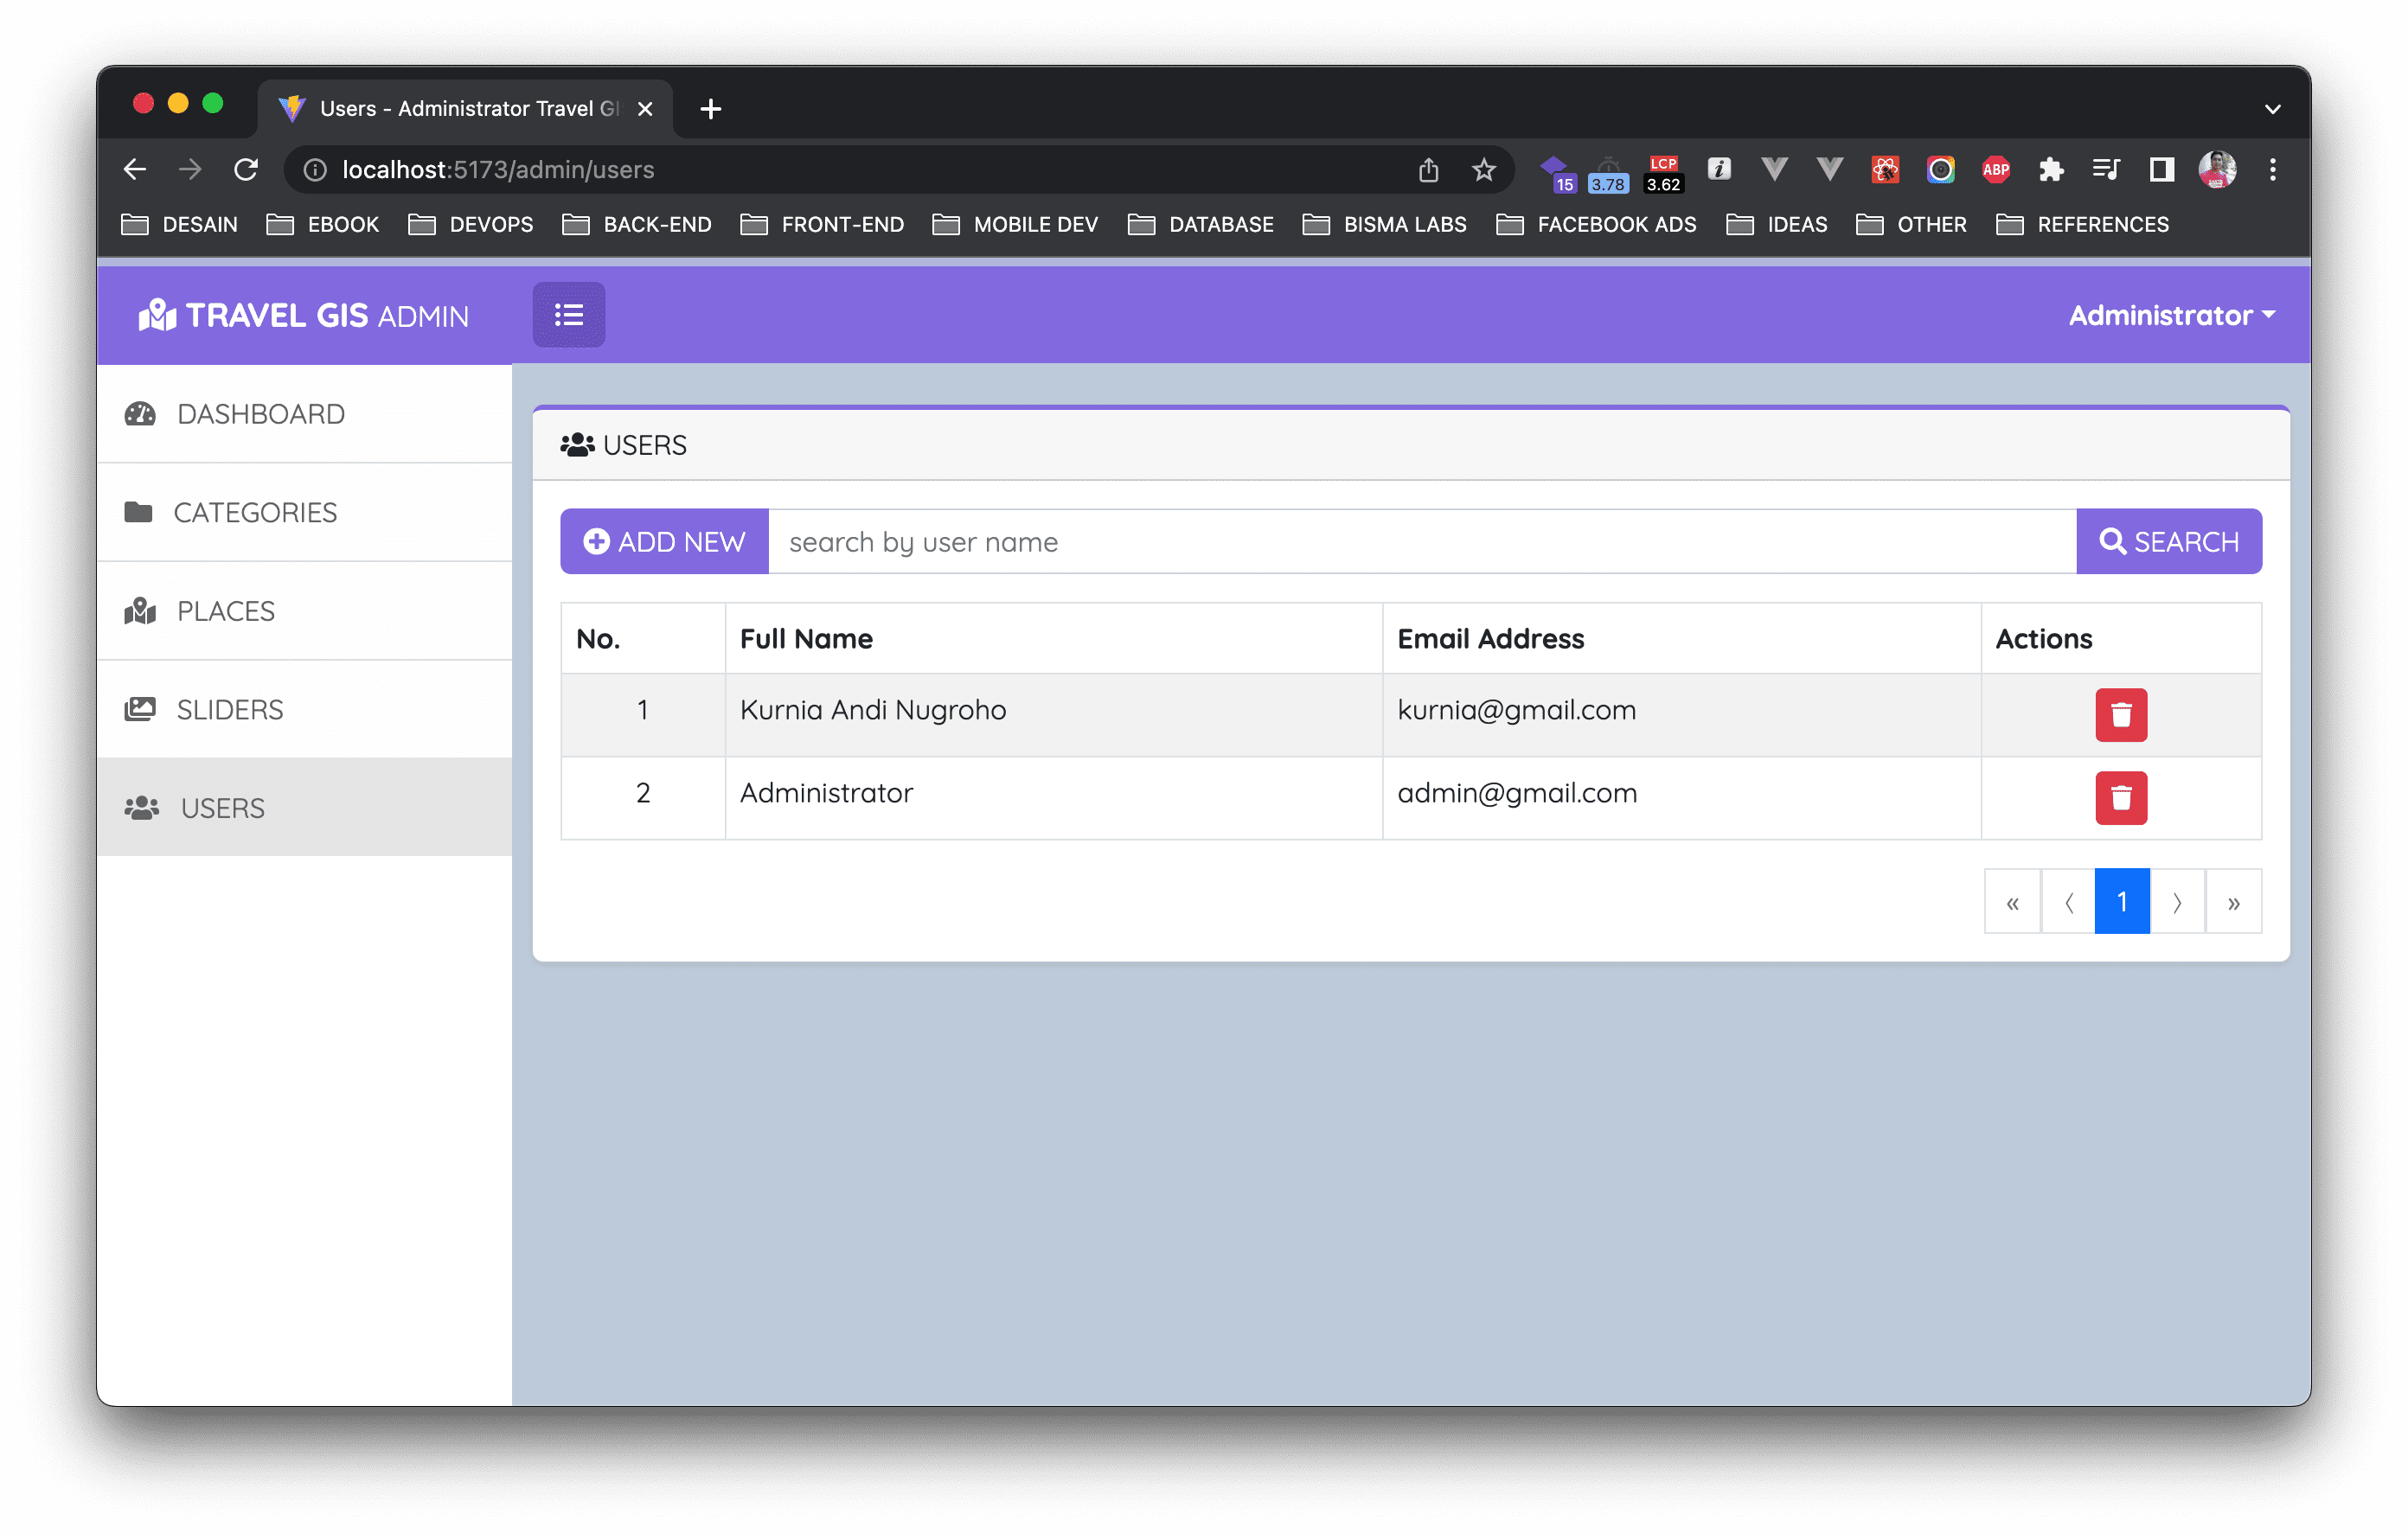 Users - Administrator Travel GI
localhost:5173/admin/users
15
3.78
LCP
3.62
ABP
DESAIN EBOOK DEVOPS BACK-END FRONT-END MOBILE DEV DATABASE BISMA LABS FACEBOOK ADS IDEAS OTHER REFERENCES
TRAVEL GIS ADMIN
Administrator
DASHBOARD
CATEGORIES
PLACES
SLIDERS
USERS
USERS
ADD NEW search by user name SEARCH
No. Full Name Email Address Actions
1 Kurnia Andi Nugroho kurnia@gmail.com
2 Administrator admin@gmail.com
« ‹ 1 › »